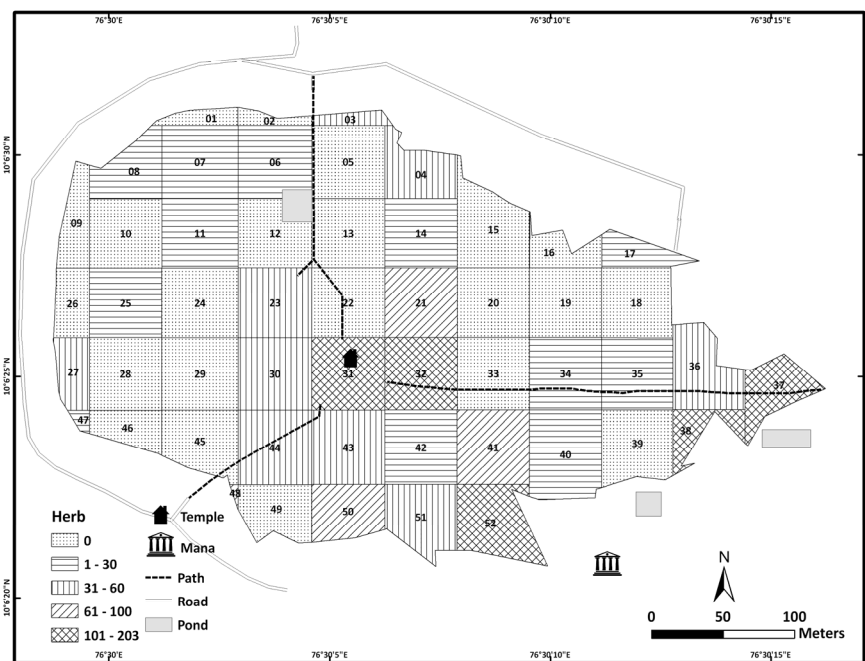 76°30'E 76°30'5"E 76°30'10"E 76°30'15"E
10°6'30"N
10°6'25"N
10°6'20"N
01 02 03
08 07 06 05 04
09 10 11 12 13 14 15 16 17
26 25 24 23 22 21 20 19 18
27 28 29 30 31 32 33 34 35 36 37
47 46 45 44 43 42 41 40 39 38
48 49 50 51 52
Herb
0
1 - 30
31 - 60
61 - 100
101 - 203
Temple
Mana
Path
Road
Pond
N
0 50 100
Meters
76°30'E 76°30'5"E 76°30'10"E 76°30'15"E